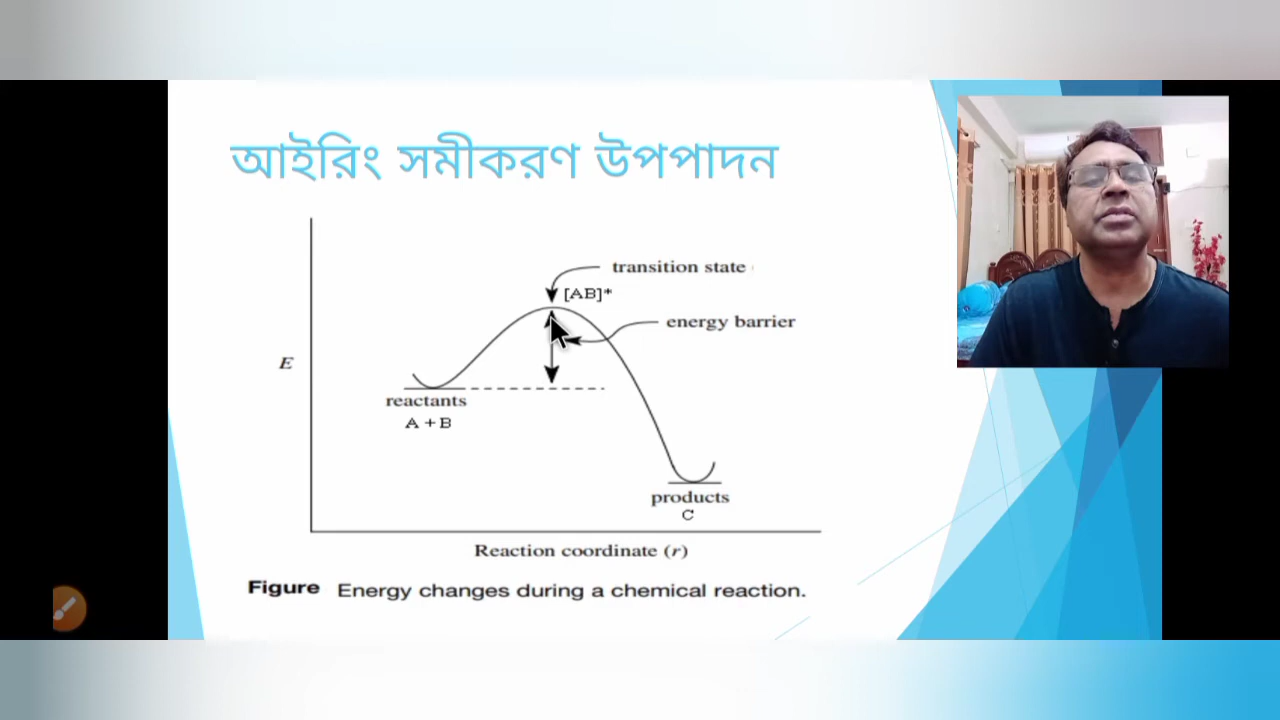 আইরিং সমীকরণ উপপাদন
transition state
[AB]*
energy barrier
E
reactants
A + B
products
C
Reaction coordinate (r)
Figure Energy changes during a chemical reaction.